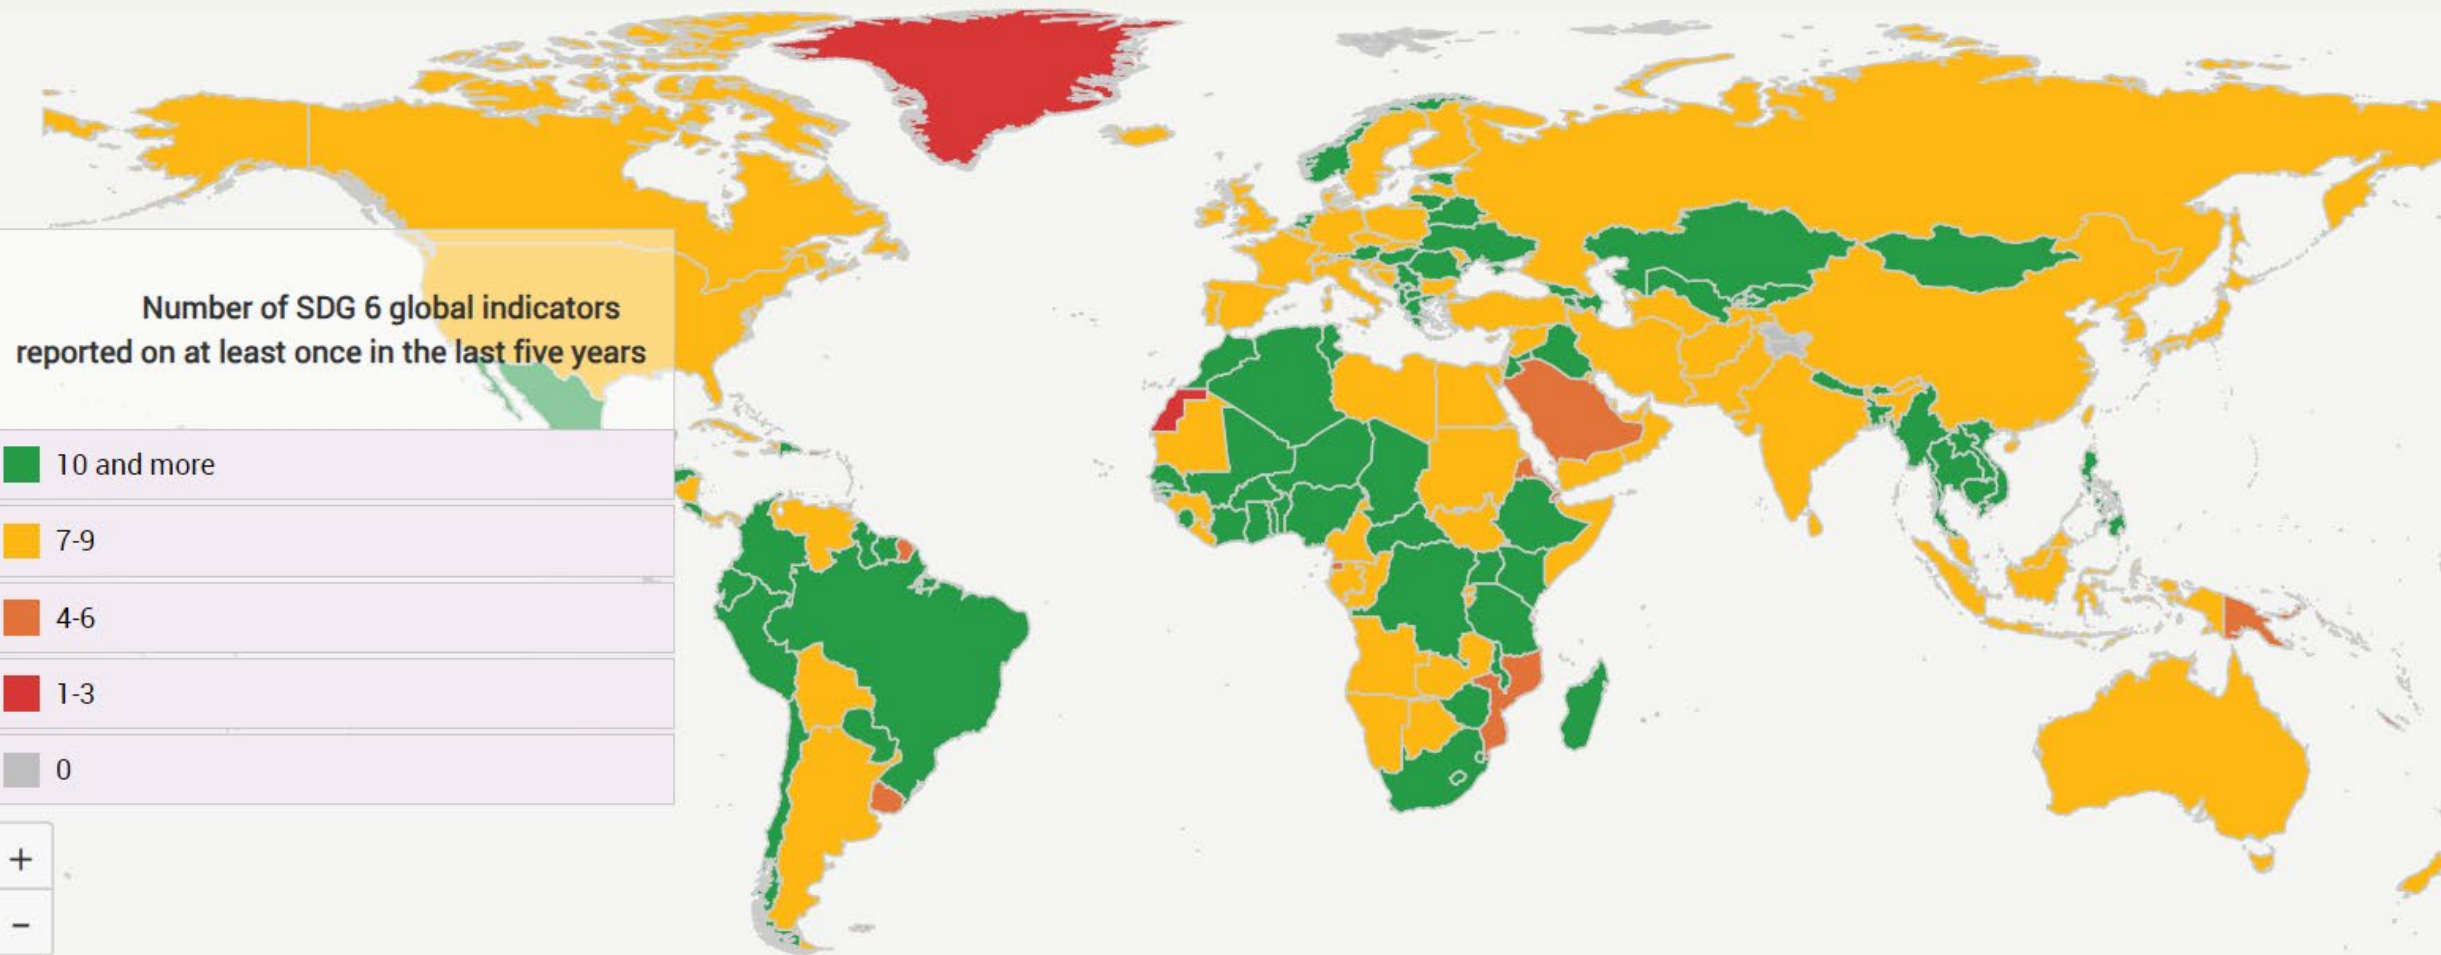 Number of SDG 6 global indicators
reported on at least once in the last five years
10 and more
7-9
4-6
1-3
0
+
−